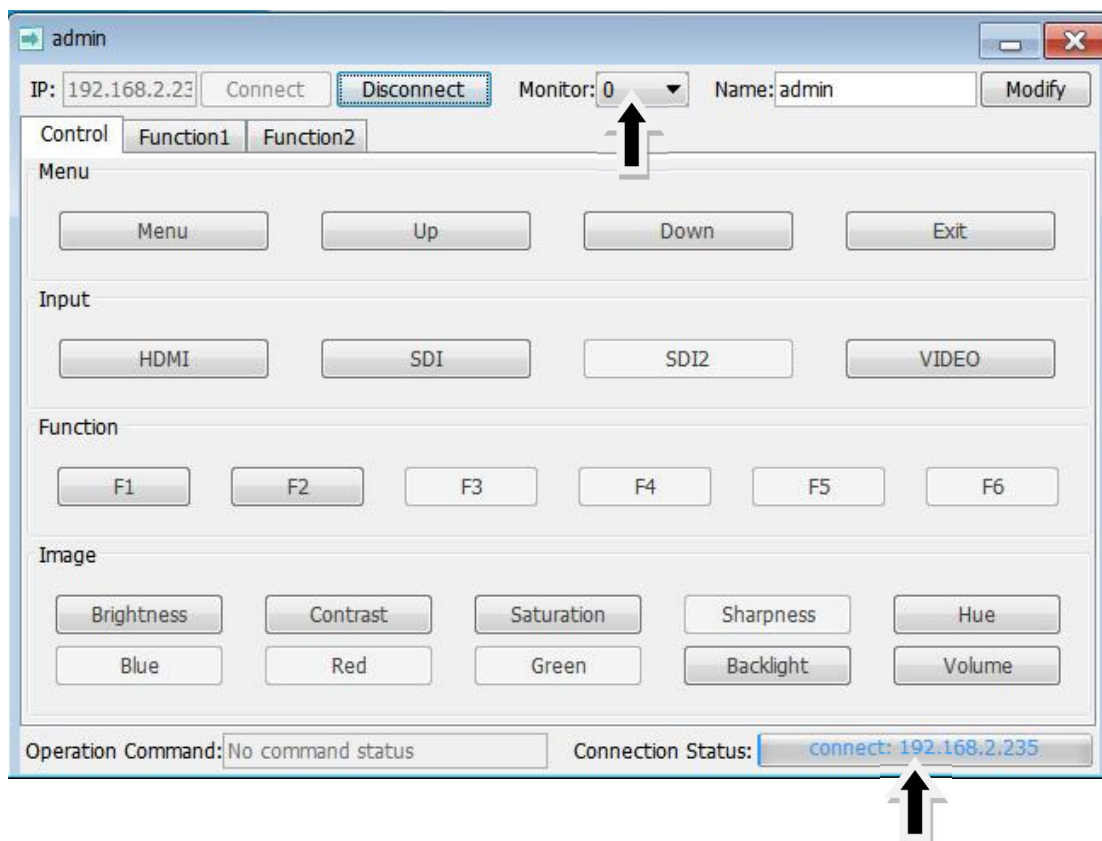 admin
IP: 192.168.2.23 Connect Disconnect Monitor: 0 Name: admin Modify
Control Function1 Function2
Menu
Menu Up Down Exit
Input
HDMI SDI SDI2 VIDEO
Function
F1 F2 F3 F4 F5 F6
Image
Brightness Contrast Saturation Sharpness Hue
Blue Red Green Backlight Volume
Operation Command: No command status Connection Status: connect: 192.168.2.235